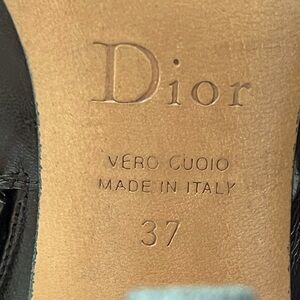 Dior
VERO CUOIO
MADE IN ITALY
37